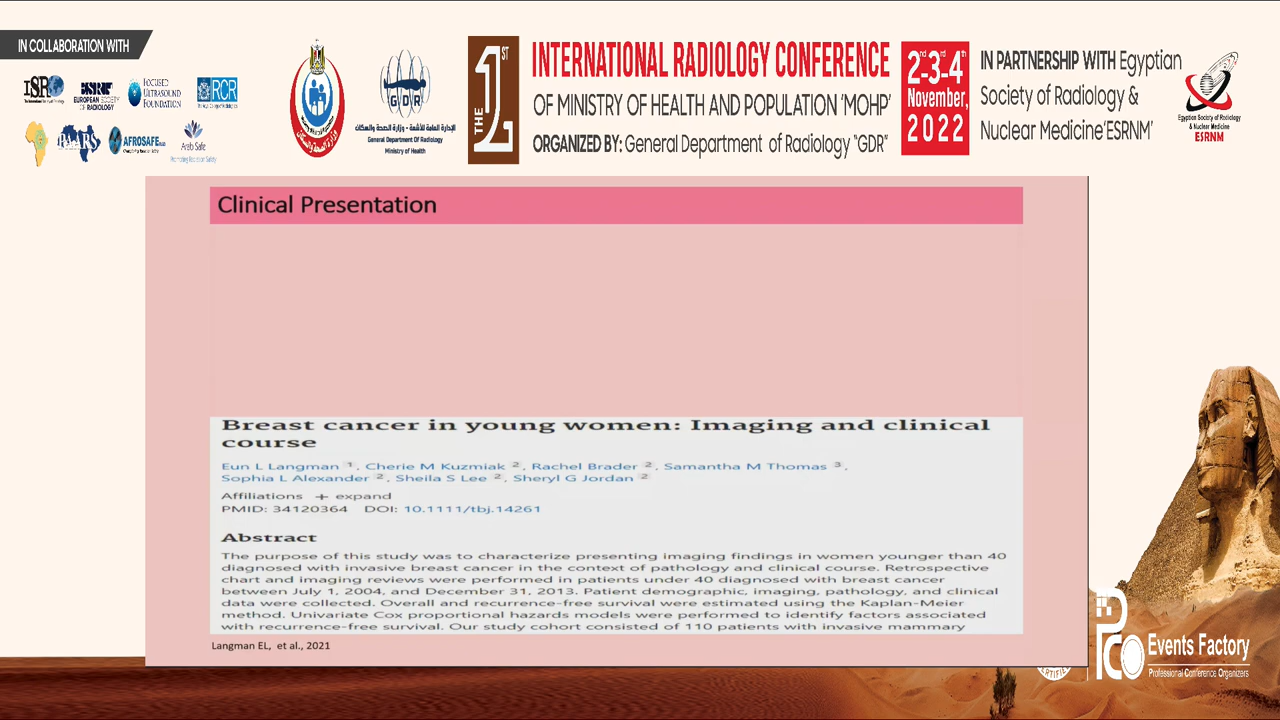 IN COLLABORATION WITH
ISR
EUROPEAN SOCIETY
OF RADIOLOGY
FOCUSED
ULTRASOUND
FOUNDATION
RCR
AFROSAFE
Arab Safe
GDR
الإدارة العامة للأشعة - وزارة الصحة والسكان
General Department Of Radiology
Ministry of Health
THE 1ST
INTERNATIONAL RADIOLOGY CONFERENCE
OF MINISTRY OF HEALTH AND POPULATION 'MOHP'
ORGANIZED BY: General Department of Radiology "GDR"
2nd-3rd-4th
November,
2022
IN PARTNERSHIP WITH Egyptian
Society of Radiology &
Nuclear Medicine'ESRNM'
Egyptian Society of Radiology
& Nuclear Medicine
ESRNM
Clinical Presentation
Breast cancer in young women: Imaging and clinical
course
Eun L Langman 1, Cherie M Kuzmiak 2, Rachel Brader 2, Samantha M Thomas 3,
Sophia L Alexander 2, Sheila S Lee 2, Sheryl G Jordan 2
Affiliations + expand
PMID: 34120364 DOI: 10.1111/tbj.14261
Abstract
The purpose of this study was to characterize presenting imaging findings in women younger than 40
diagnosed with invasive breast cancer in the context of pathology and clinical course. Retrospective
chart and imaging reviews were performed in patients under 40 diagnosed with breast cancer
between July 1, 2004, and December 31, 2013. Patient demographic, imaging, pathology, and clinical
data were collected. Overall and recurrence-free survival were estimated using the Kaplan-Meier
method. Univariate Cox proportional hazards models were performed to identify factors associated
with recurrence-free survival. Our study cohort consisted of 110 patients with invasive mammary
Langman EL, et al., 2021
PCO
Events Factory
Professional Conference Organizers